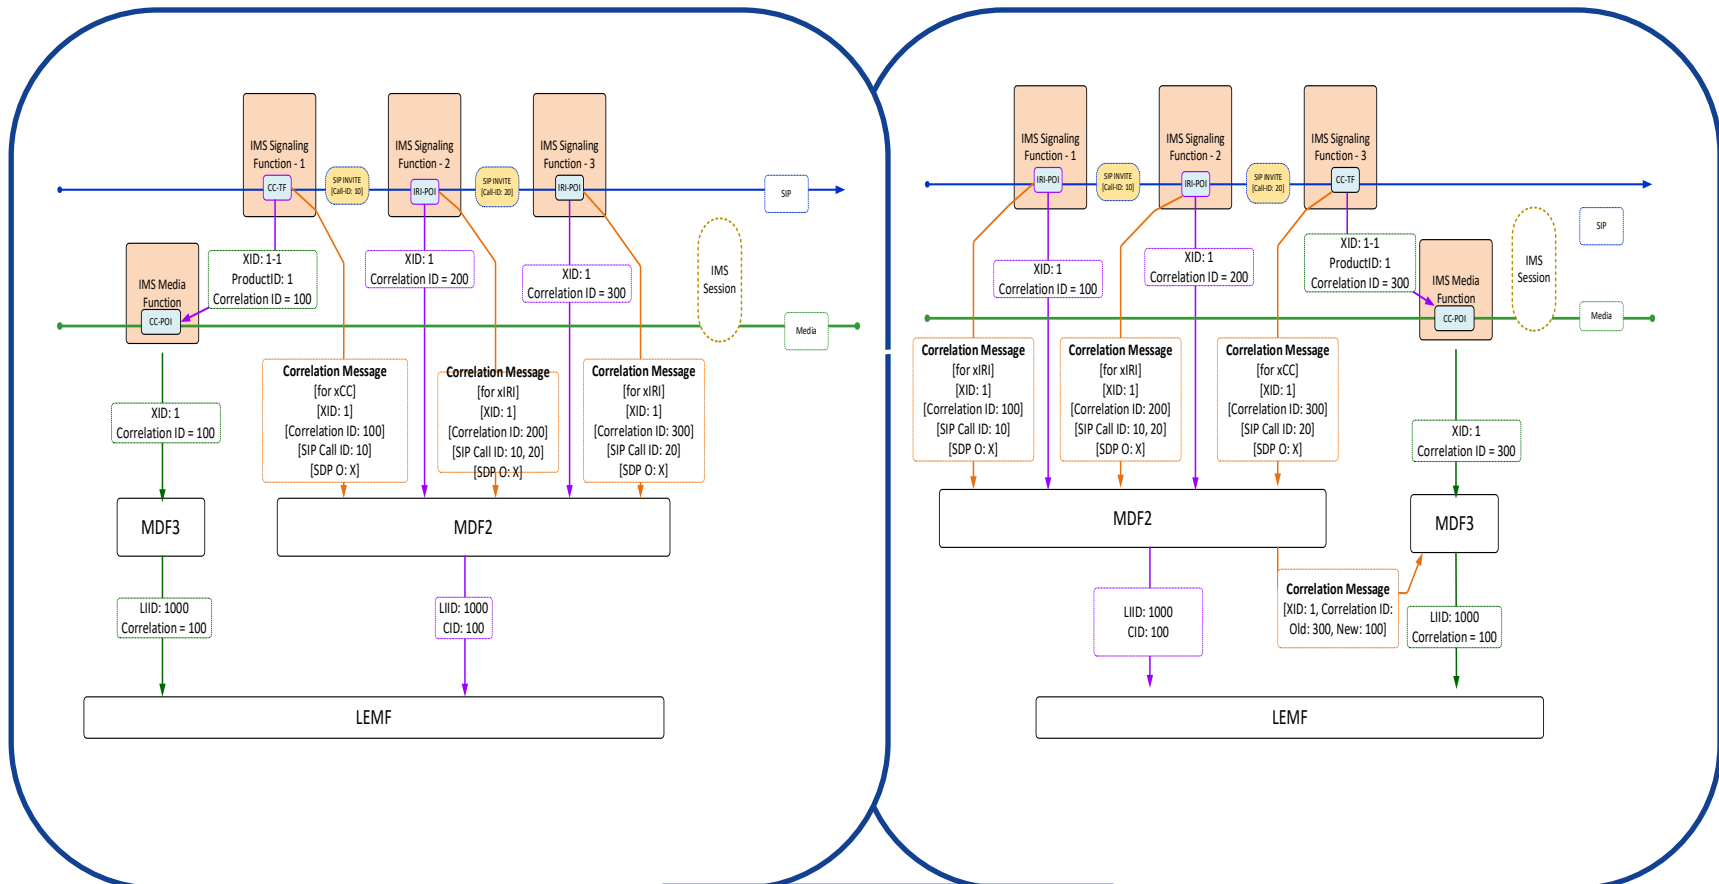 IMS Signaling
Function - 1
CC-TF
SIP INVITE
[Call-ID: 10]
IMS Signaling
Function - 2
IRI-POI
SIP INVITE
[Call-ID: 20]
IMS Signaling
Function - 3
IRI-POI
SIP
IMS Media
Function
CC-POI
XID: 1-1
ProductID: 1
Correlation ID = 100
XID: 1
Correlation ID = 200
XID: 1
Correlation ID = 300
IMS
Session
Media
XID: 1
Correlation ID = 100
Correlation Message
[for xCC]
[XID: 1]
[Correlation ID: 100]
[SIP Call ID: 10]
[SDP O: X]
Correlation Message
[for xIRI]
[XID: 1]
[Correlation ID: 200]
[SIP Call ID: 10, 20]
[SDP O: X]
Correlation Message
[for xIRI]
[XID: 1]
[Correlation ID: 300]
[SIP Call ID: 20]
[SDP O: X]
MDF3
MDF2
LIID: 1000
Correlation = 100
LIID: 1000
CID: 100
LEMF
IMS Signaling
Function - 1
IRI-POI
SIP INVITE
[Call-ID: 10]
IMS Signaling
Function - 2
IRI-POI
SIP INVITE
[Call-ID: 20]
IMS Signaling
Function - 3
CC-TF
SIP
XID: 1
Correlation ID = 100
XID: 1
Correlation ID = 200
XID: 1-1
ProductID: 1
Correlation ID = 300
IMS Media
Function
CC-POI
IMS
Session
Media
Correlation Message
[for xIRI]
[XID: 1]
[Correlation ID: 100]
[SIP Call ID: 10]
[SDP O: X]
Correlation Message
[for xIRI]
[XID: 1]
[Correlation ID: 200]
[SIP Call ID: 10, 20]
[SDP O: X]
Correlation Message
[for xCC]
[XID: 1]
[Correlation ID: 300]
[SIP Call ID: 20]
[SDP O: X]
XID: 1
Correlation ID = 300
MDF2
MDF3
LIID: 1000
CID: 100
Correlation Message
[XID: 1, Correlation ID:
Old: 300, New: 100]
LIID: 1000
Correlation = 100
LEMF